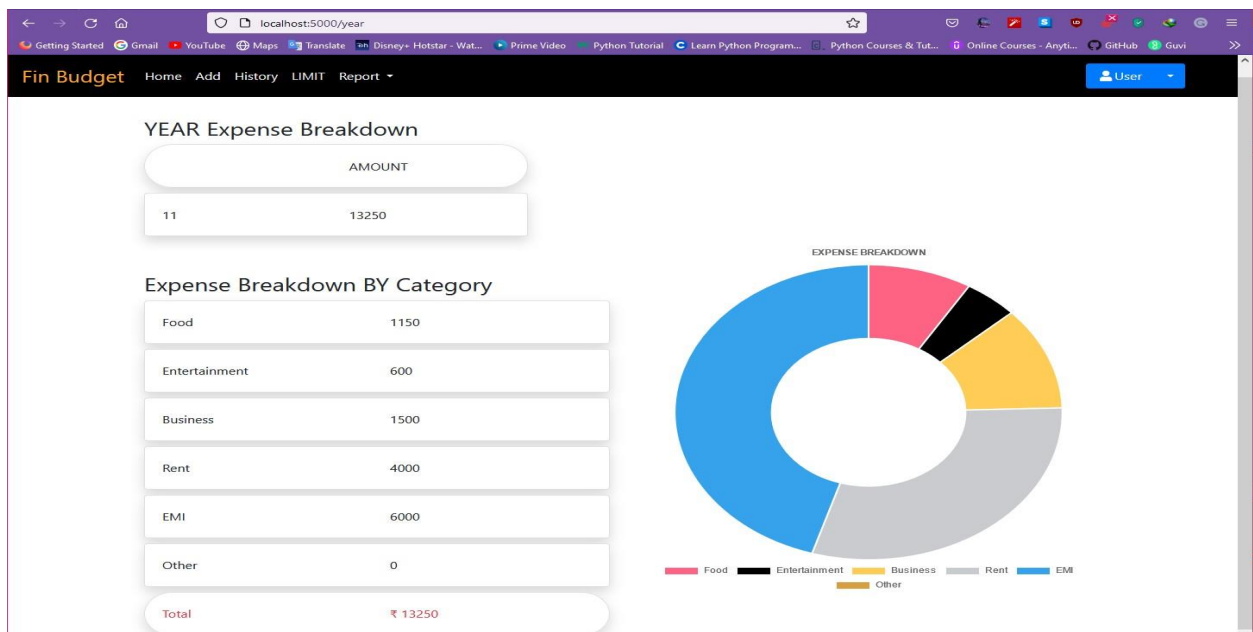 localhost:5000/year
Getting Started Gmail YouTube Maps Translate Disney+ Hotstar - Wat... Prime Video Python Tutorial Learn Python Program... Python Courses & Tut... Online Courses - Anyti... GitHub Guvi
Fin Budget Home Add History LIMIT Report User
YEAR Expense Breakdown
AMOUNT
11 13250
Expense Breakdown BY Category
Food 1150
Entertainment 600
Business 1500
Rent 4000
EMI 6000
Other 0
Total ₹ 13250
EXPENSE BREAKDOWN
Food Entertainment Business Rent EMI
Other